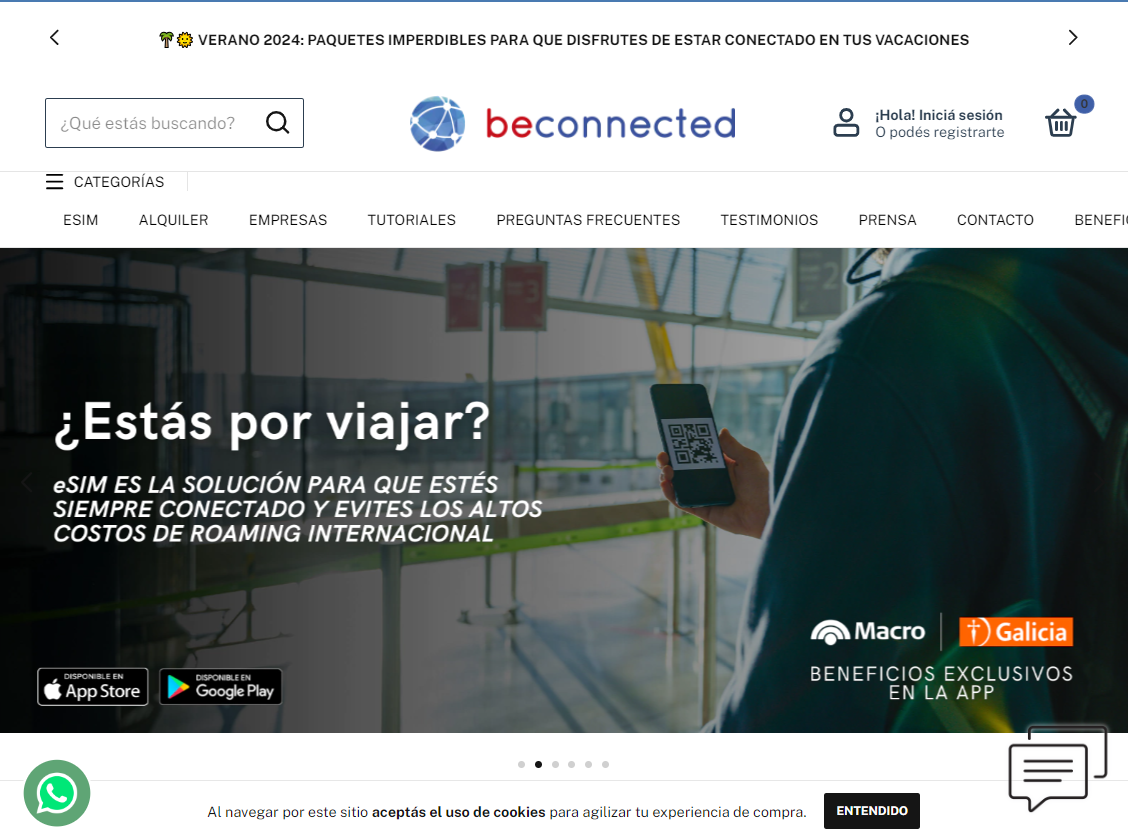 🌴🌞 VERANO 2024: PAQUETES IMPERDIBLES PARA QUE DISFRUTES DE ESTAR CONECTADO EN TUS VACACIONES
¿Qué estás buscando?
beconnected
¡Hola! Iniciá sesión
O podés registrarte
0
CATEGORÍAS
ESIM ALQUILER EMPRESAS TUTORIALES PREGUNTAS FRECUENTES TESTIMONIOS PRENSA CONTACTO
3
2
¿Estás por viajar?
eSIM ES LA SOLUCIÓN PARA QUE ESTÉS
SIEMPRE CONECTADO Y EVITES LOS ALTOS
COSTOS DE ROAMING INTERNACIONAL
Macro Galicia
BENEFICIOS EXCLUSIVOS
EN LA APP
DISPONIBLE EN
App Store
DISPONIBLE EN
Google Play
Al navegar por este sitio aceptás el uso de cookies para agilizar tu experiencia de compra.
ENTENDIDO